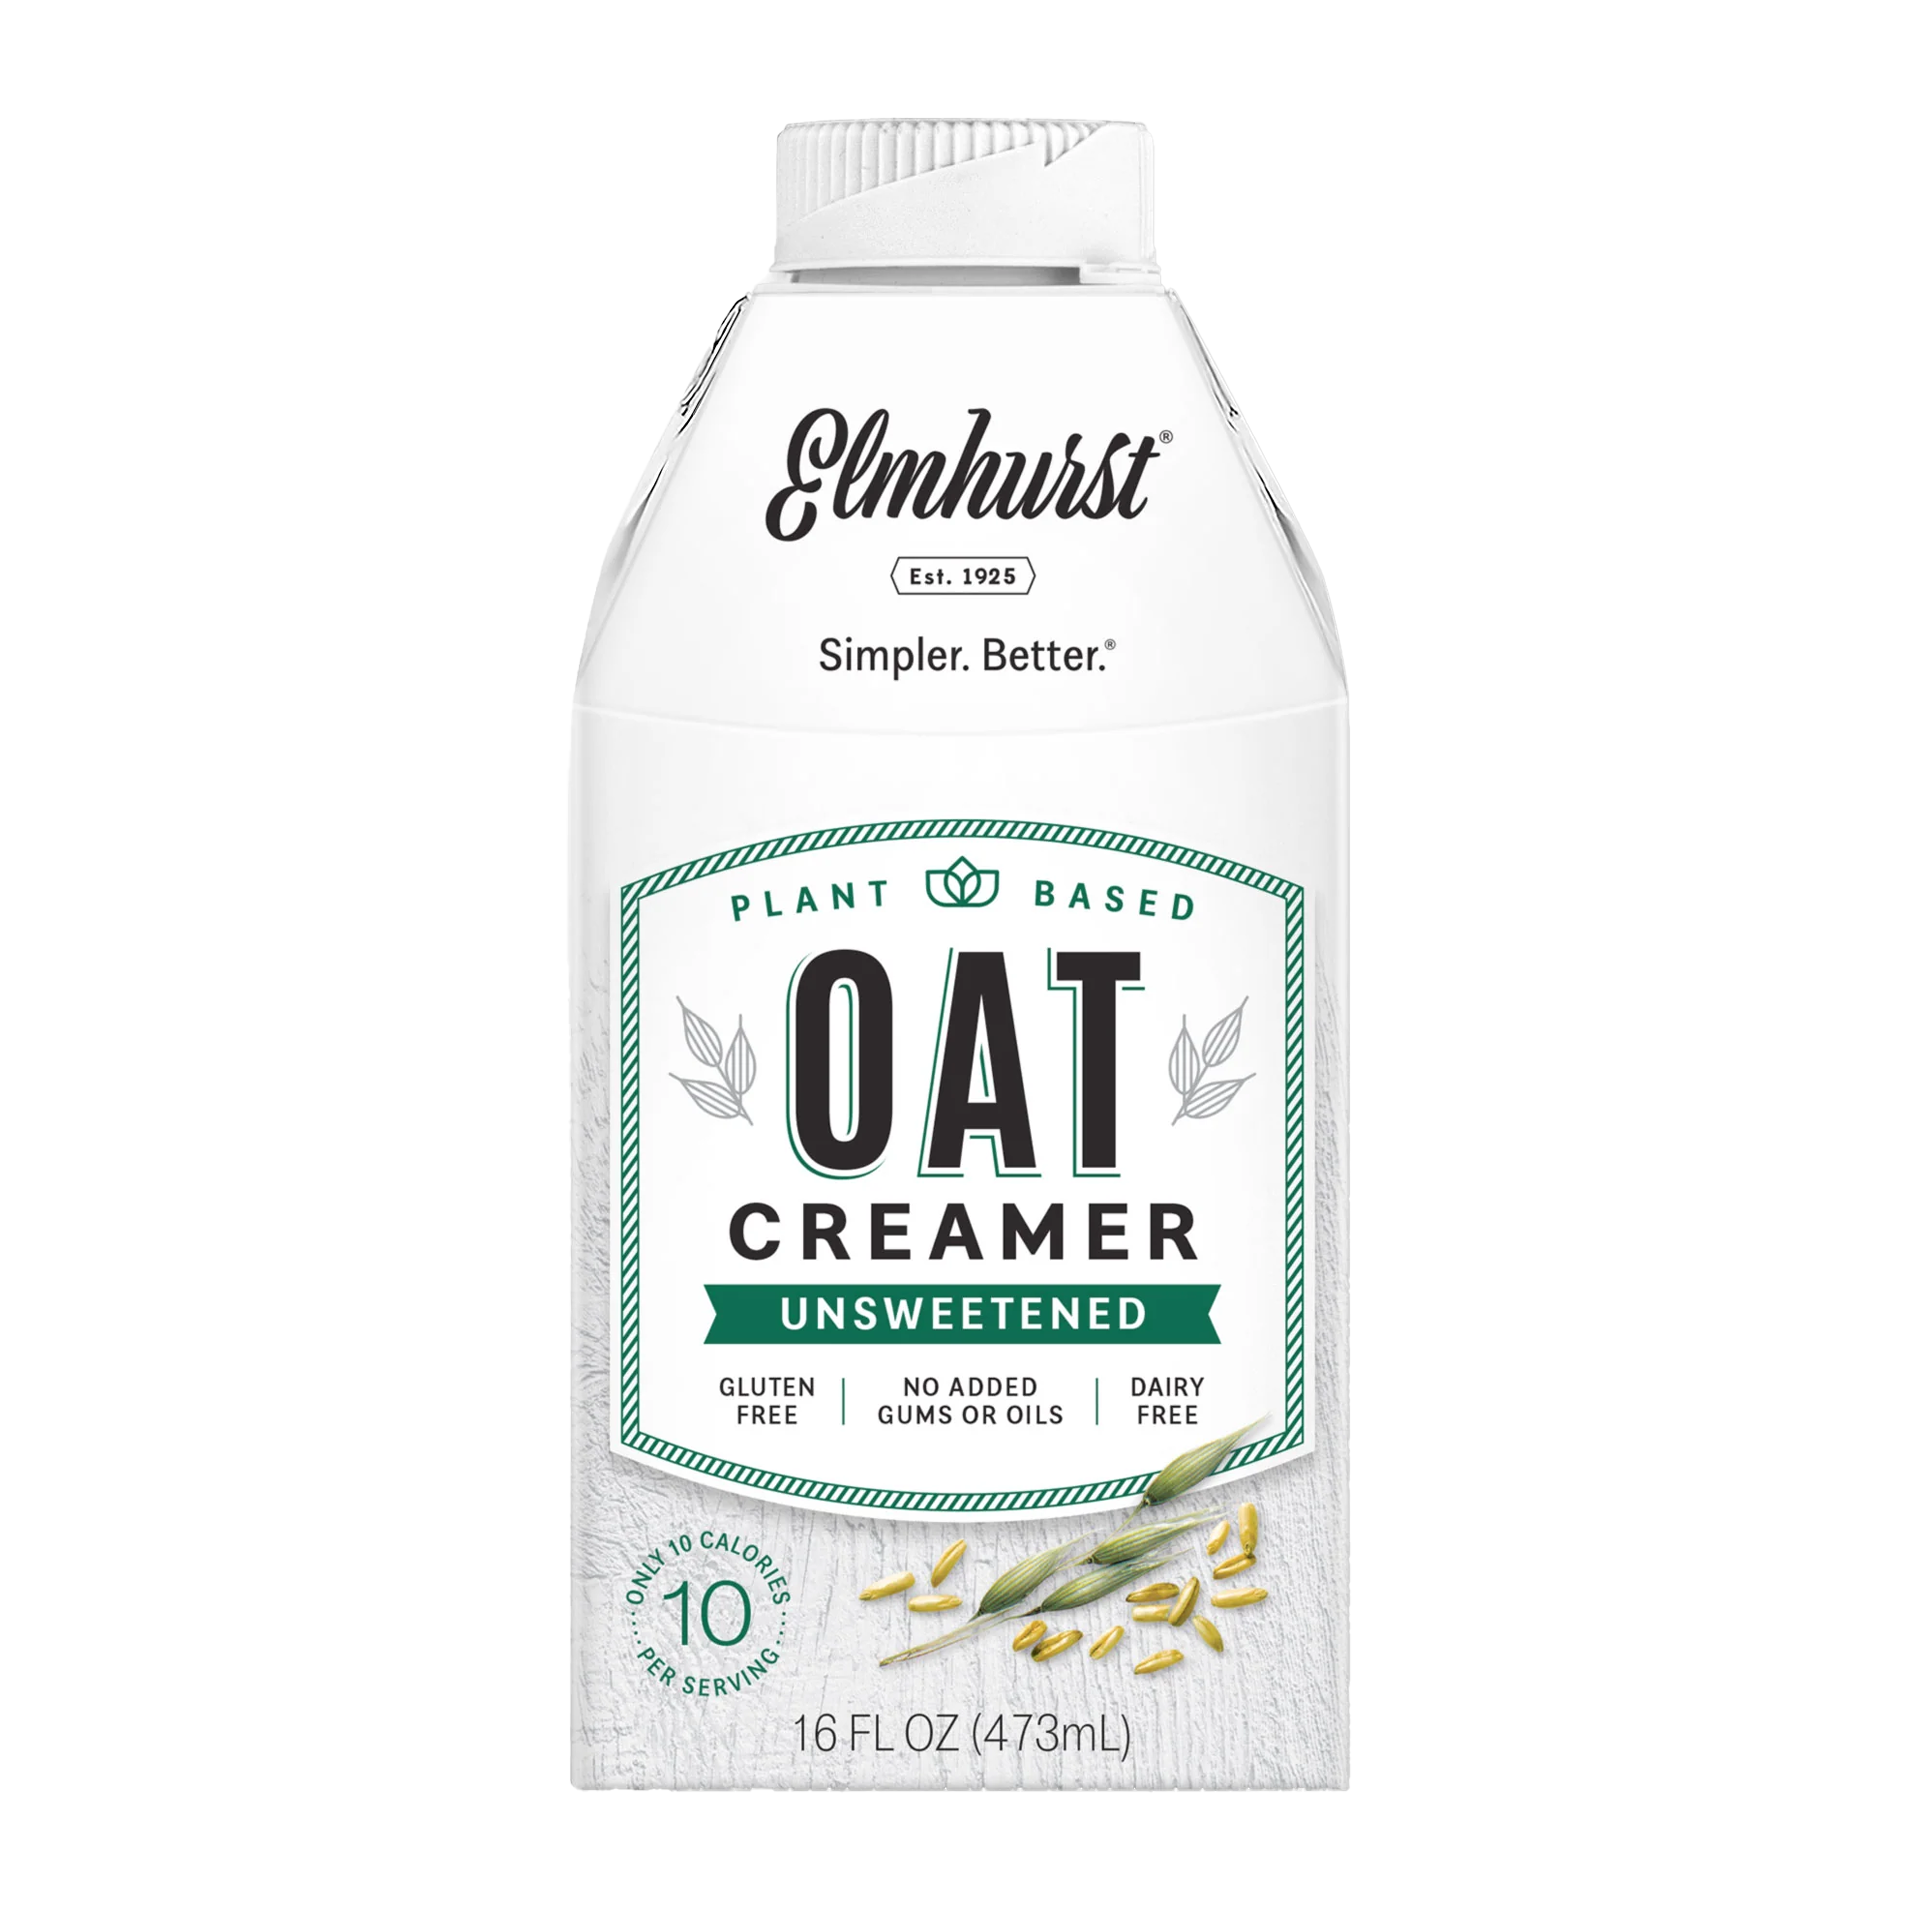 Elmhurst®
Est. 1925
Simpler. Better.®
PLANT BASED
OAT
CREAMER
UNSWEETENED
GLUTEN FREE
NO ADDED GUMS OR OILS
DAIRY FREE
ONLY 10 CALORIES
10
PER SERVING
16 FL OZ (473mL)